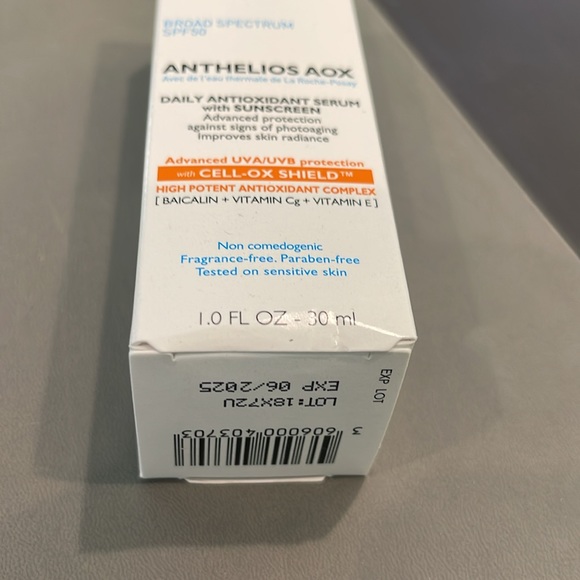 BROAD SPECTRUM
SPF50
ANTHELIOS AOX
Avec de l'eau thermale de La Roche-Posay
DAILY ANTIOXIDANT SERUM
with SUNSCREEN
Advanced protection
against signs of photoaging
Improves skin radiance
Advanced UVA/UVB protection
with CELL-OX SHIELD™
HIGH POTENT ANTIOXIDANT COMPLEX
[ BAICALIN + VITAMIN Cg + VITAMIN E ]
Non comedogenic
Fragrance-free. Paraben-free
Tested on sensitive skin
1.0 FL OZ - 30 ml
EXP LOT
EXP 06/2025
LOT:18X72U
3 606000 403703